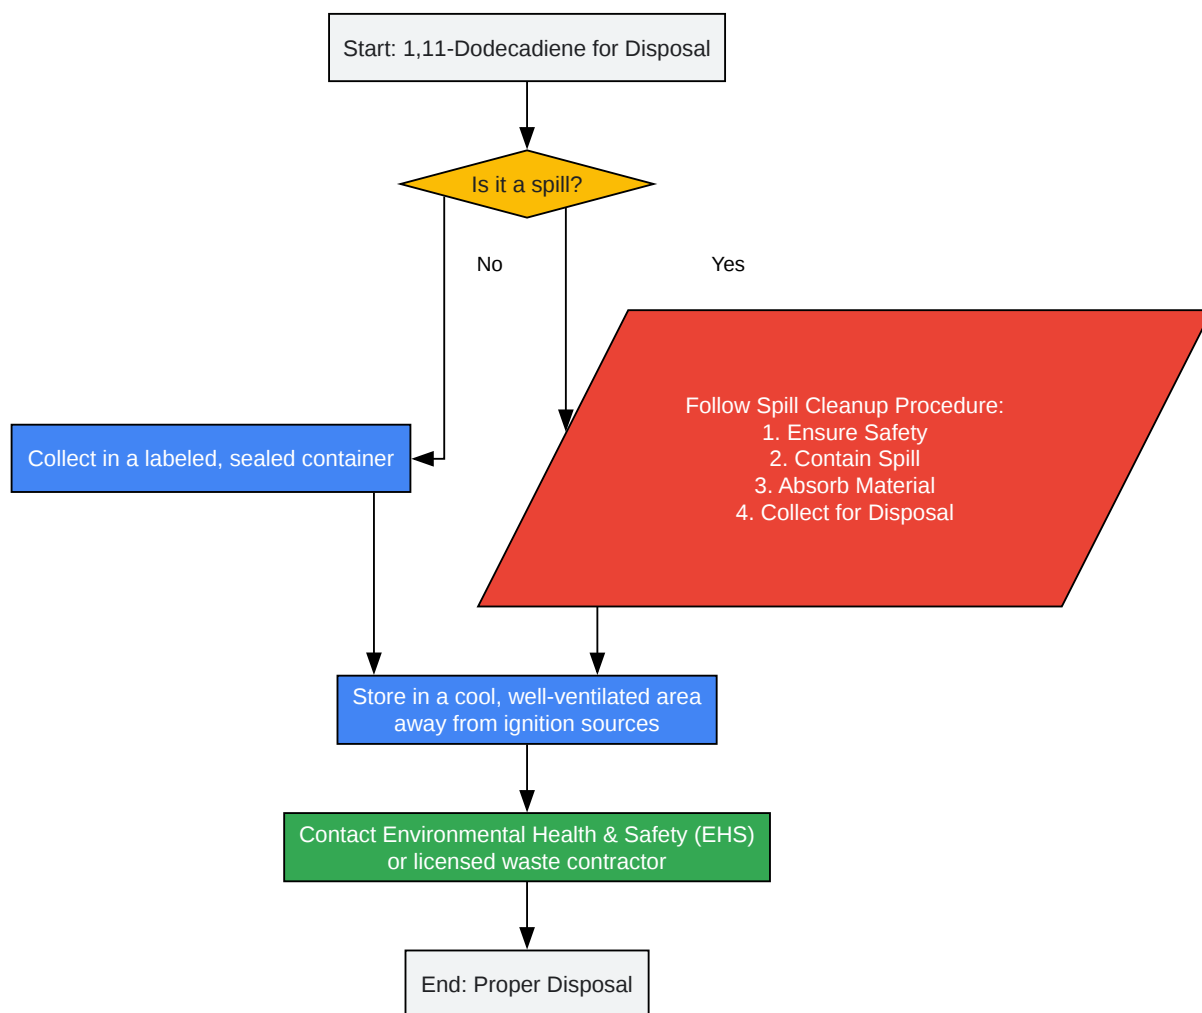 Start: 1,11-Dodecadiene for Disposal
Is it a spill?
No
Yes
Follow Spill Cleanup Procedure:
1. Ensure Safety
2. Contain Spill
3. Absorb Material
4. Collect for Disposal
Collect in a labeled, sealed container
Store in a cool, well-ventilated area
away from ignition sources
Contact Environmental Health & Safety (EHS)
or licensed waste contractor
End: Proper Disposal